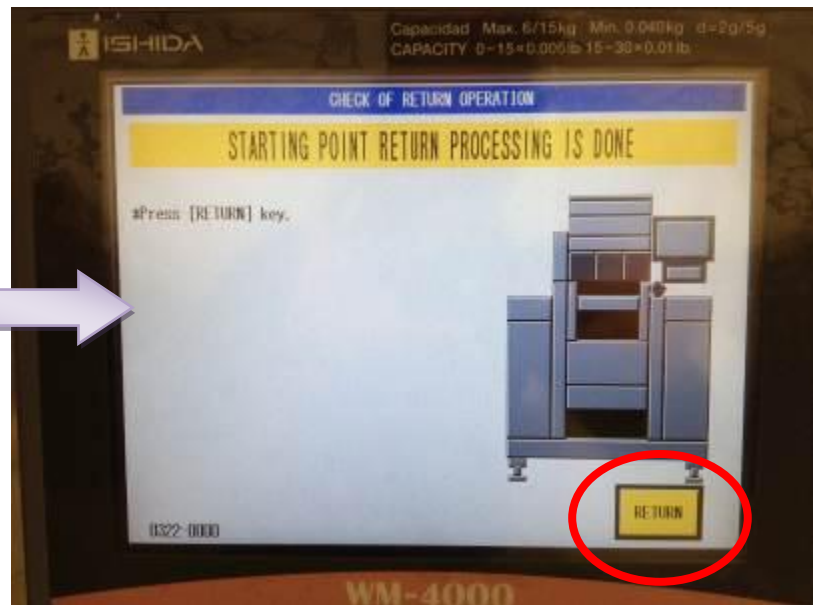 ISHIDA
Capacidad Max. 6/15kg Min. 0.040kg d=2g/5g
CAPACITY 0-15×0.005lb 15-30×0.01lb
CHECK OF RETURN OPERATION
STARTING POINT RETURN PROCESSING IS DONE
*Press [RETURN] key.
RETURN
0322-0000
WM-4000